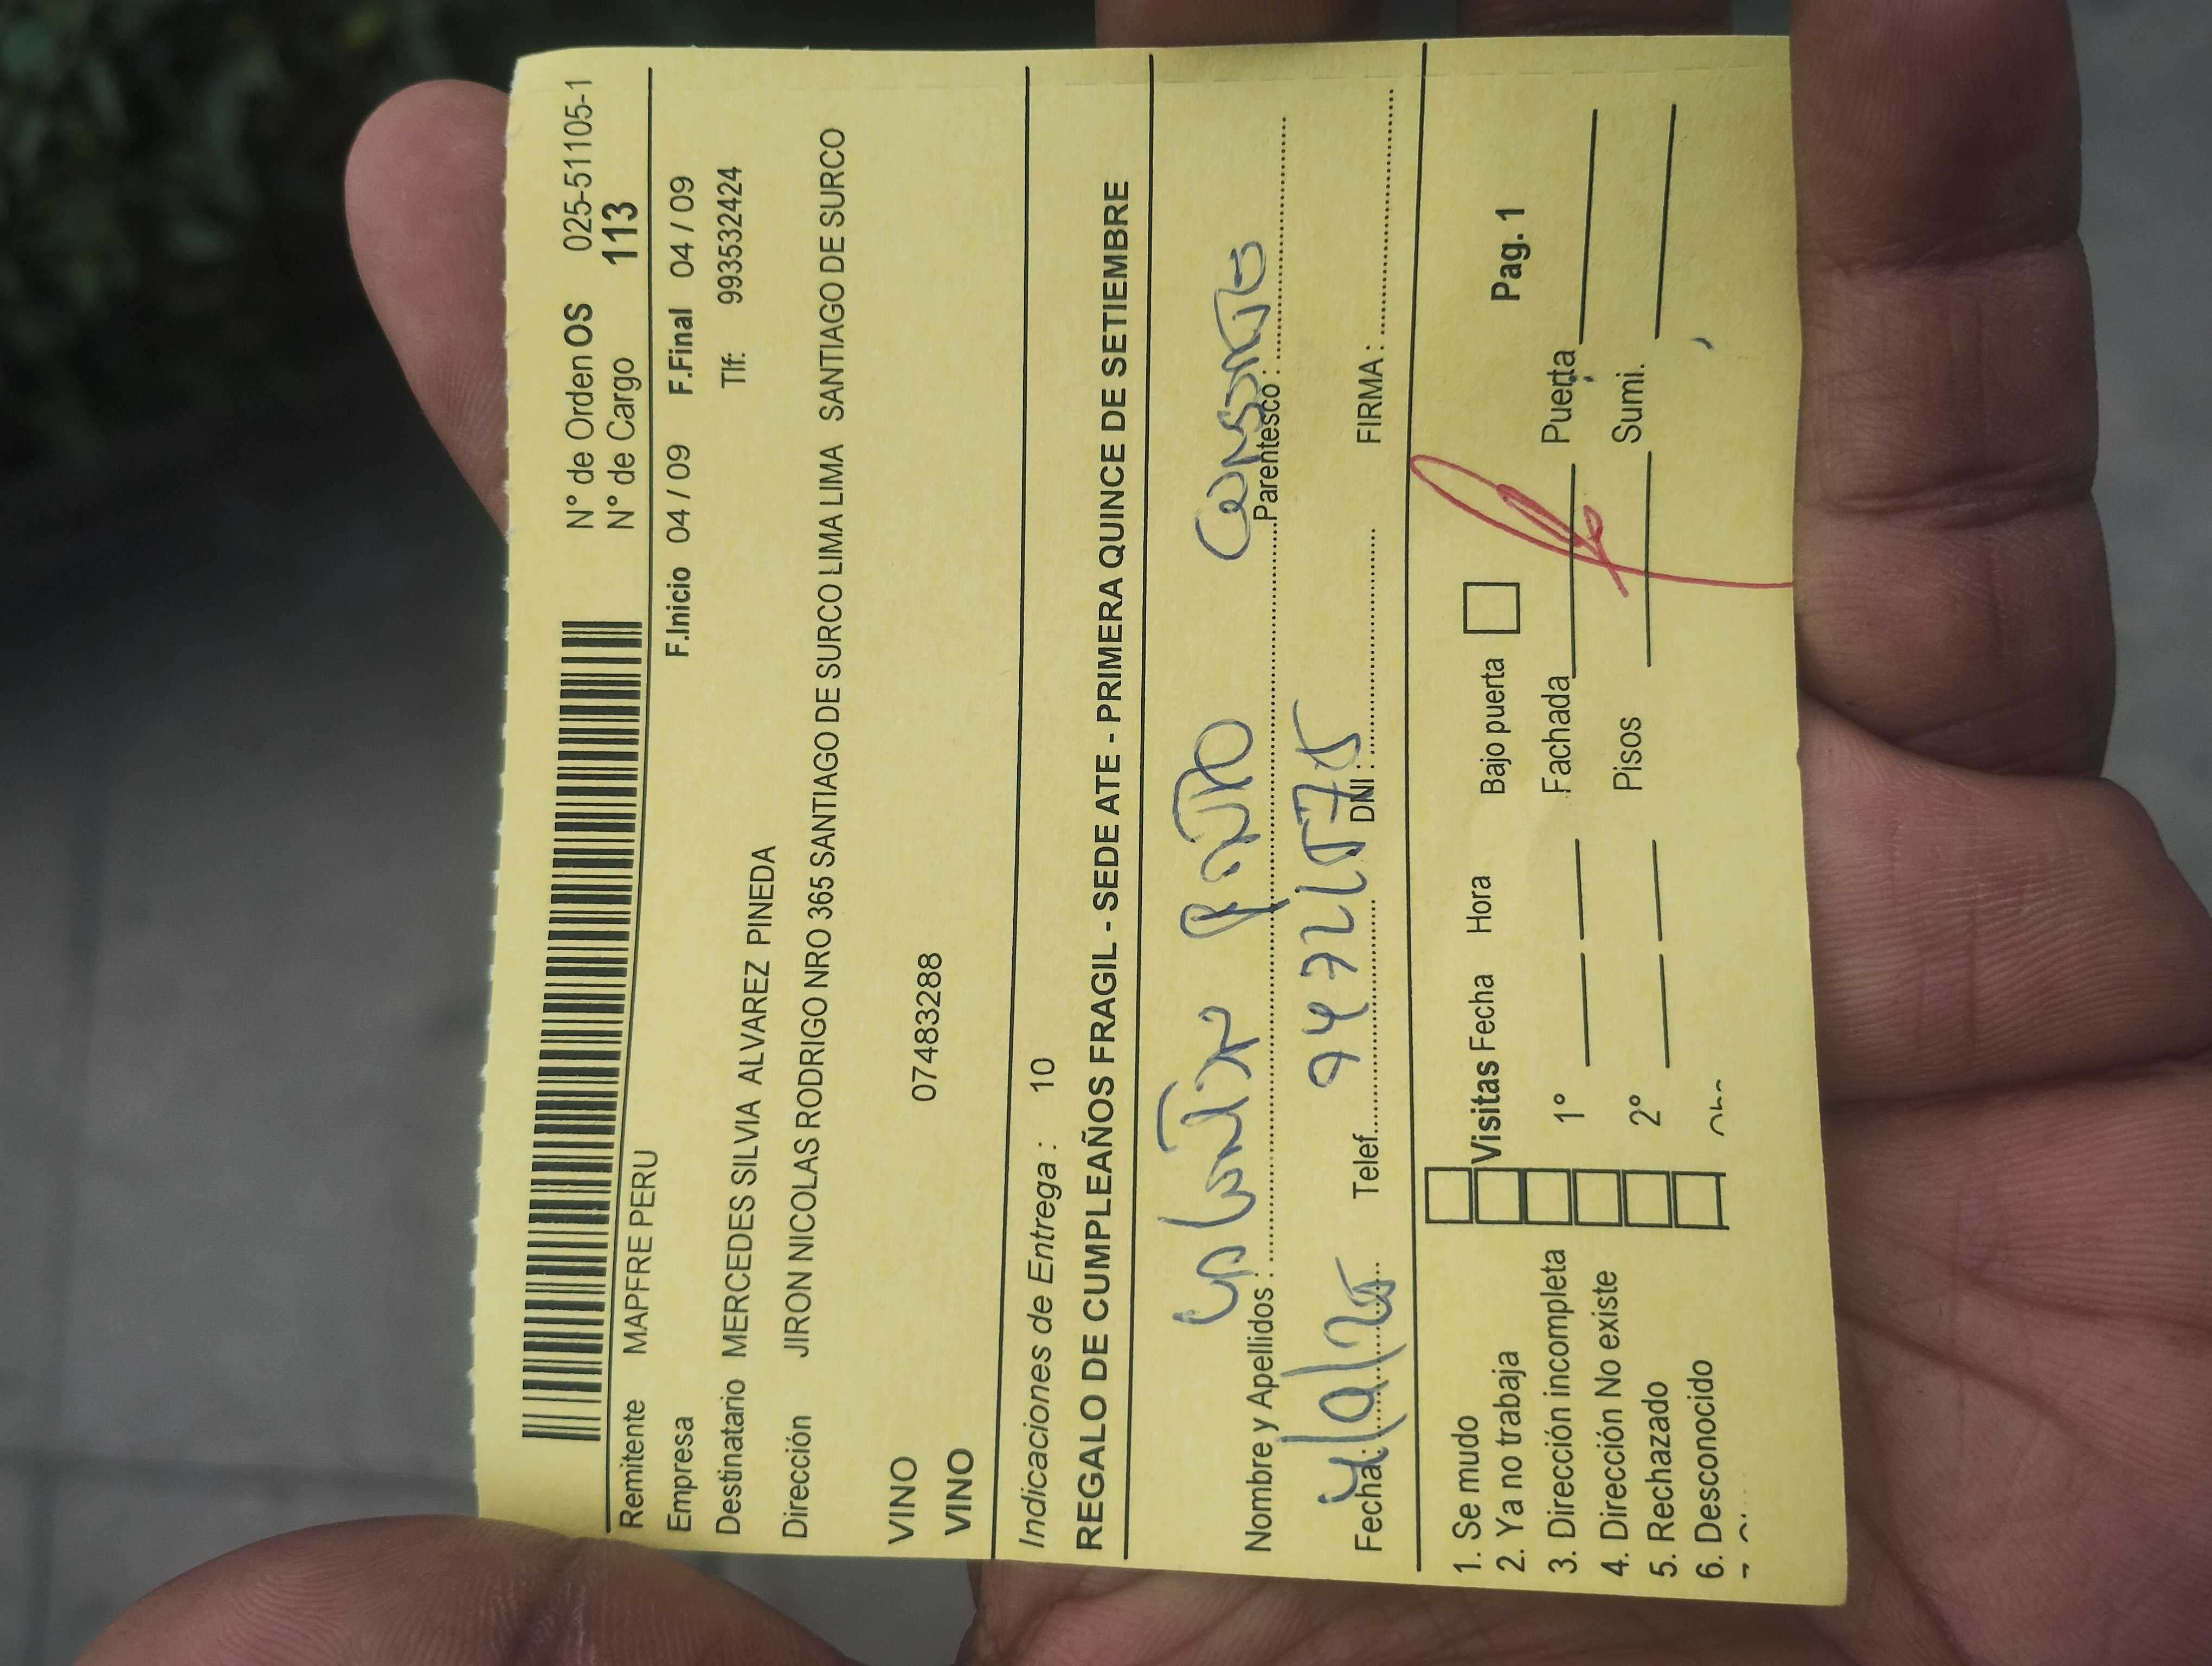 N° de Orden OS 025-51105-1
N° de Cargo 113
Remitente MAPFRE PERU
F.Inicio 04 / 09 F.Final 04 / 09
Empresa
Tlf: 993532424
Destinatario MERCEDES SILVIA ALVAREZ PINEDA
Dirección JIRON NICOLAS RODRIGO NRO 365 SANTIAGO DE SURCO LIMA LIMA SANTIAGO DE SURCO
VINO
07483288
VINO
Indicaciones de Entrega : 10
REGALO DE CUMPLEAÑOS FRAGIL - SEDE ATE - PRIMERA QUINCE DE SETIEMBRE
Nombre y Apellidos : Pinto Parentesco :
Fecha: 4/9/25 Telef. DNI : FIRMA :
1. Se mudo
2. Ya no trabaja Visitas Fecha Hora Bajo puerta Pag. 1
3. Dirección incompleta 1° Fachada Puerta
4. Dirección No existe
5. Rechazado 2° Pisos Sumi.
6. Desconocido